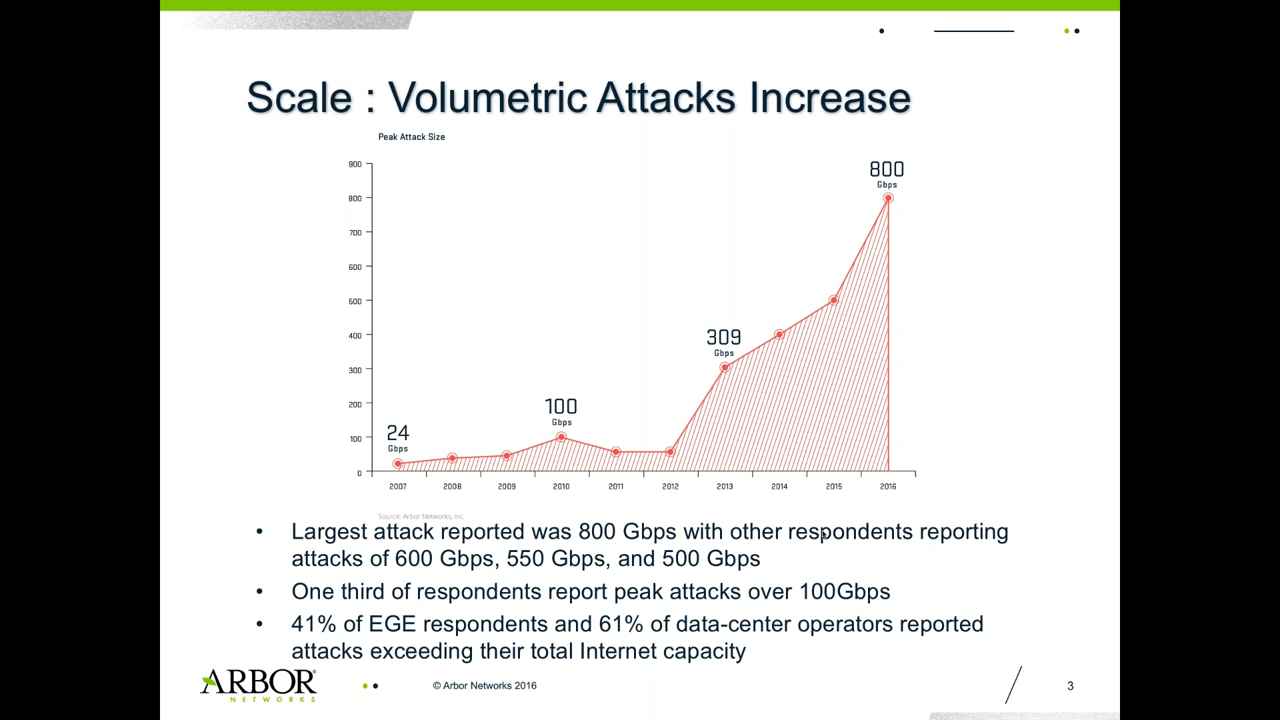 Scale : Volumetric Attacks Increase
Peak Attack Size
900
800
700
600
500
400
300
200
100
0
24
Gbps
100
Gbps
309
Gbps
800
Gbps
2007 2008 2009 2010 2011 2012 2013 2014 2015 2016
Source: Arbor Networks, Inc.
• Largest attack reported was 800 Gbps with other respondents reporting
attacks of 600 Gbps, 550 Gbps, and 500 Gbps
• One third of respondents report peak attacks over 100Gbps
• 41% of EGE respondents and 61% of data-center operators reported
attacks exceeding their total Internet capacity
ARBOR®
NETWORKS
© Arbor Networks 2016
3